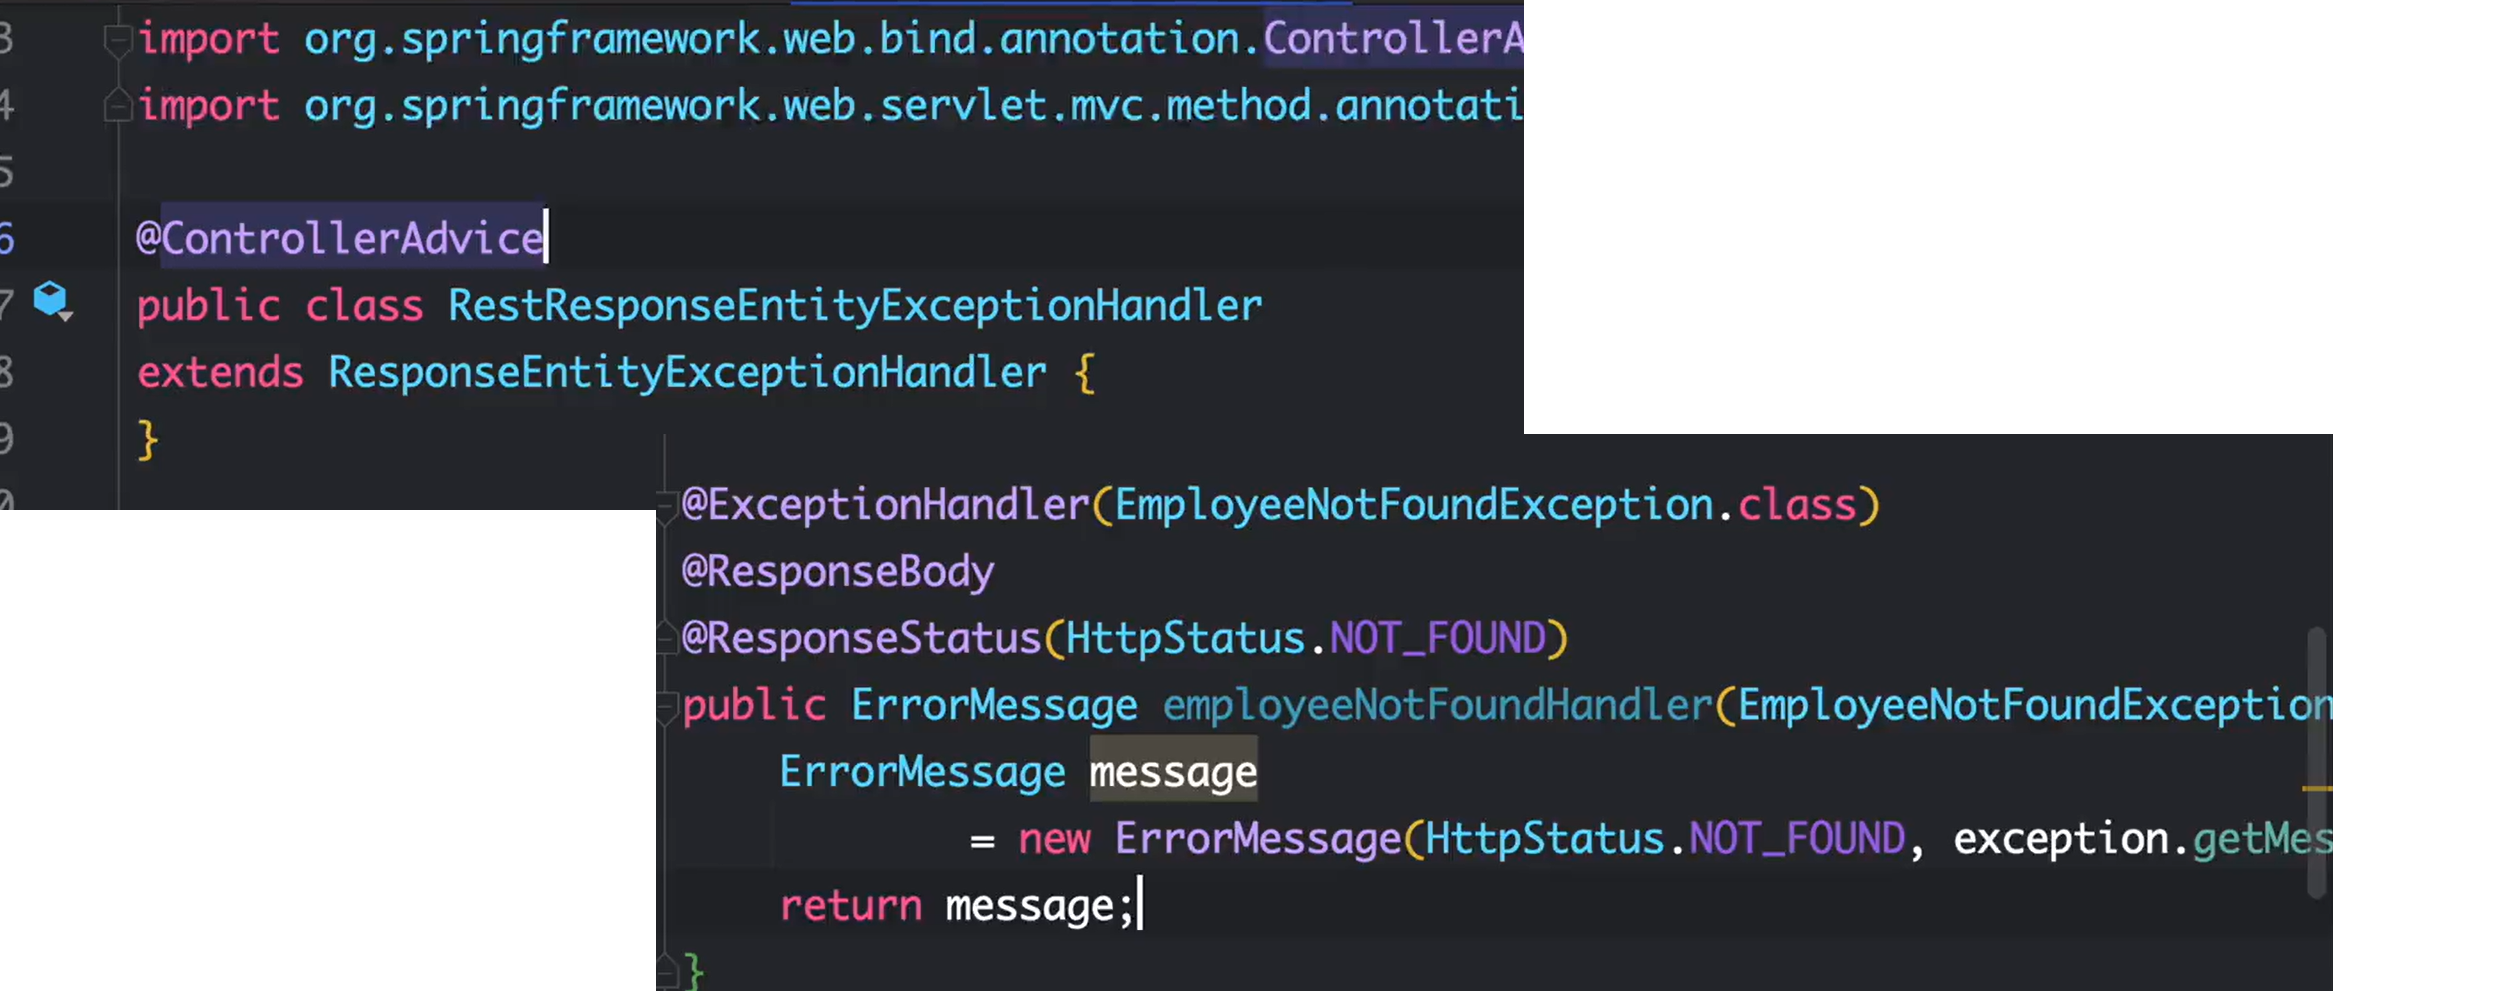 3 import org.springframework.web.bind.annotation.ControllerA
4 import org.springframework.web.servlet.mvc.method.annotati
5
6 @ControllerAdvice
7 public class RestResponseEntityExceptionHandler
8 extends ResponseEntityExceptionHandler {
9 }
0
@ExceptionHandler(EmployeeNotFoundException.class)
@ResponseBody
@ResponseStatus(HttpStatus.NOT_FOUND)
public ErrorMessage employeeNotFoundHandler(EmployeeNotFoundException
ErrorMessage message
= new ErrorMessage(HttpStatus.NOT_FOUND, exception.getMes
return message;
}